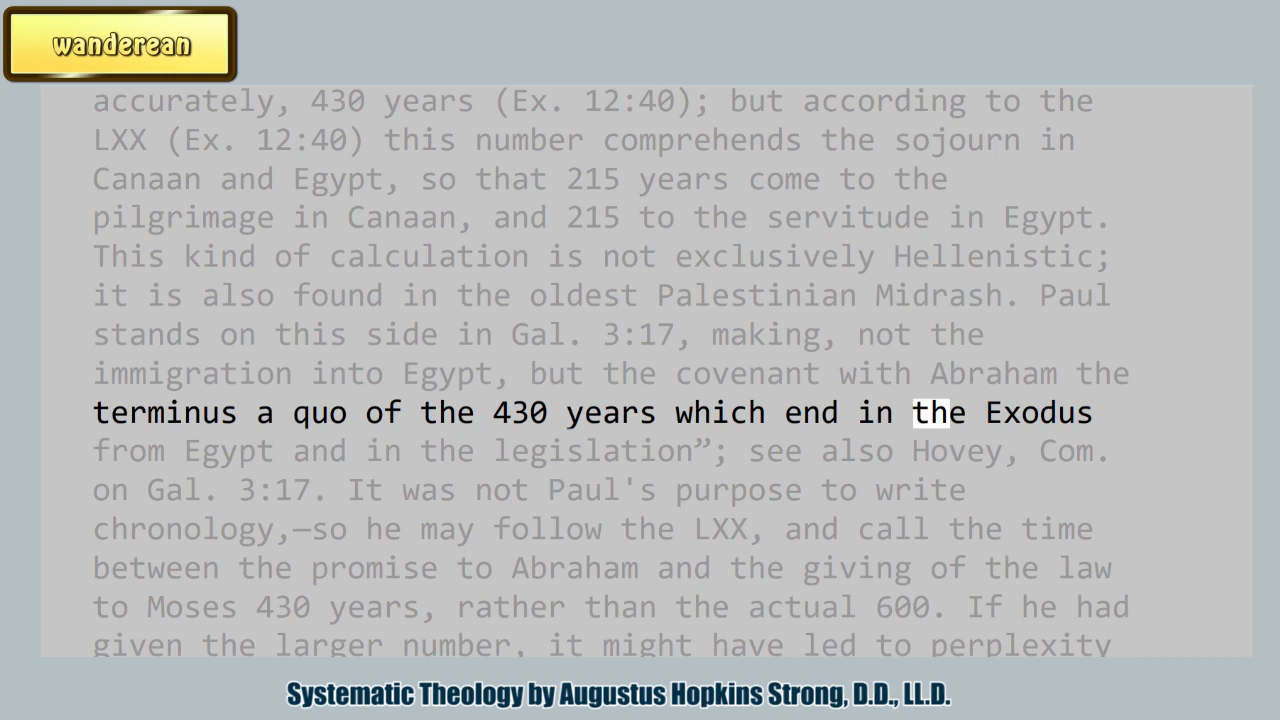 wanderean
accurately, 430 years (Ex. 12:40); but according to the
LXX (Ex. 12:40) this number comprehends the sojourn in
Canaan and Egypt, so that 215 years come to the
pilgrimage in Canaan, and 215 to the servitude in Egypt.
This kind of calculation is not exclusively Hellenistic;
it is also found in the oldest Palestinian Midrash. Paul
stands on this side in Gal. 3:17, making, not the
immigration into Egypt, but the covenant with Abraham the
terminus a quo of the 430 years which end in the Exodus
from Egypt and in the legislation”; see also Hovey, Com.
on Gal. 3:17. It was not Paul's purpose to write
chronology,—so he may follow the LXX, and call the time
between the promise to Abraham and the giving of the law
to Moses 430 years, rather than the actual 600. If he had
given the larger number, it might have led to perplexity
Systematic Theology by Augustus Hopkins Strong, D.D., LL.D.